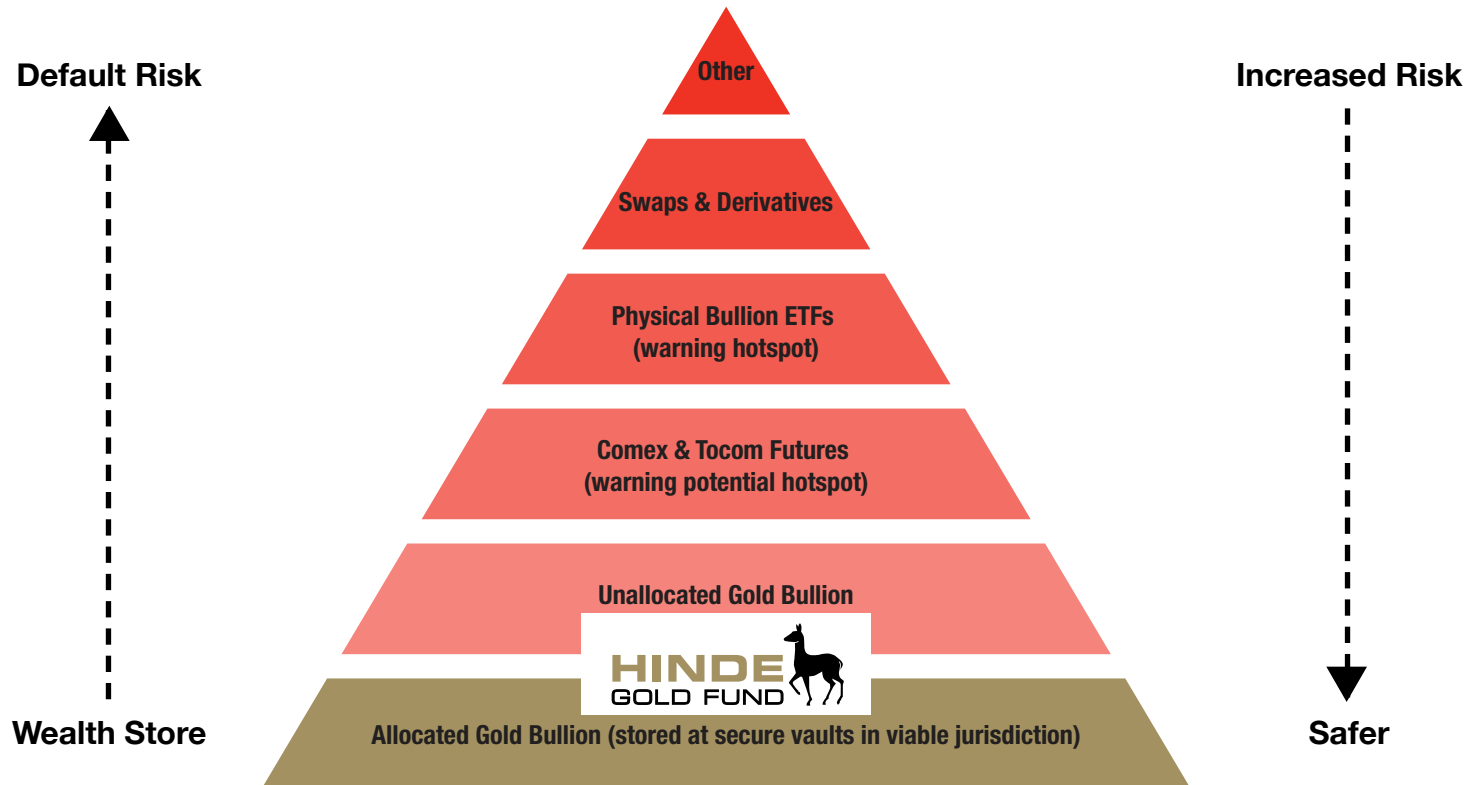 Other
Default Risk
Increased Risk
Swaps & Derivatives
Physical Bullion ETFs
(warning hotspot)
Comex & Tocom Futures
(warning potential hotspot)
Unallocated Gold Bullion
HINDE
GOLD FUND
Wealth Store
Allocated Gold Bullion (stored at secure vaults in viable jurisdiction)
Safer